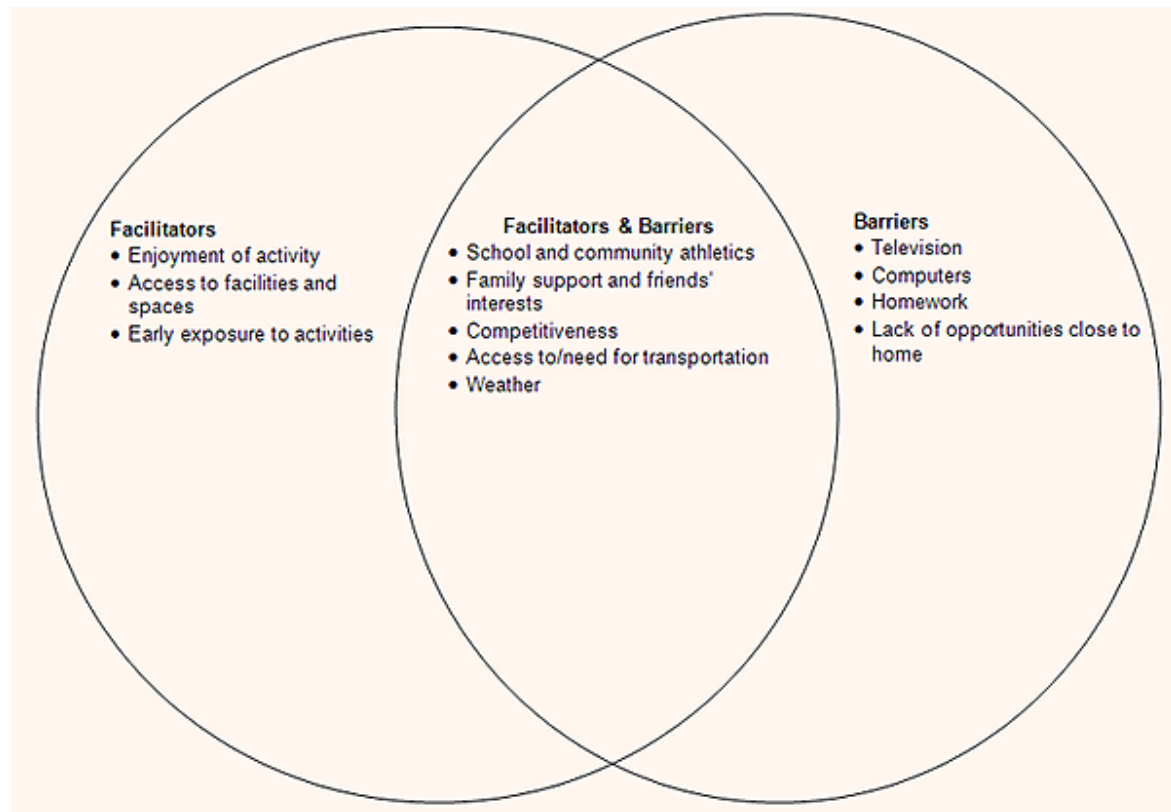 Facilitators
• Enjoyment of activity
• Access to facilities and
spaces
• Early exposure to activities
Facilitators & Barriers
• School and community athletics
• Family support and friends'
interests
• Competitiveness
• Access to/need for transportation
• Weather
Barriers
• Television
• Computers
• Homework
• Lack of opportunities close to
home